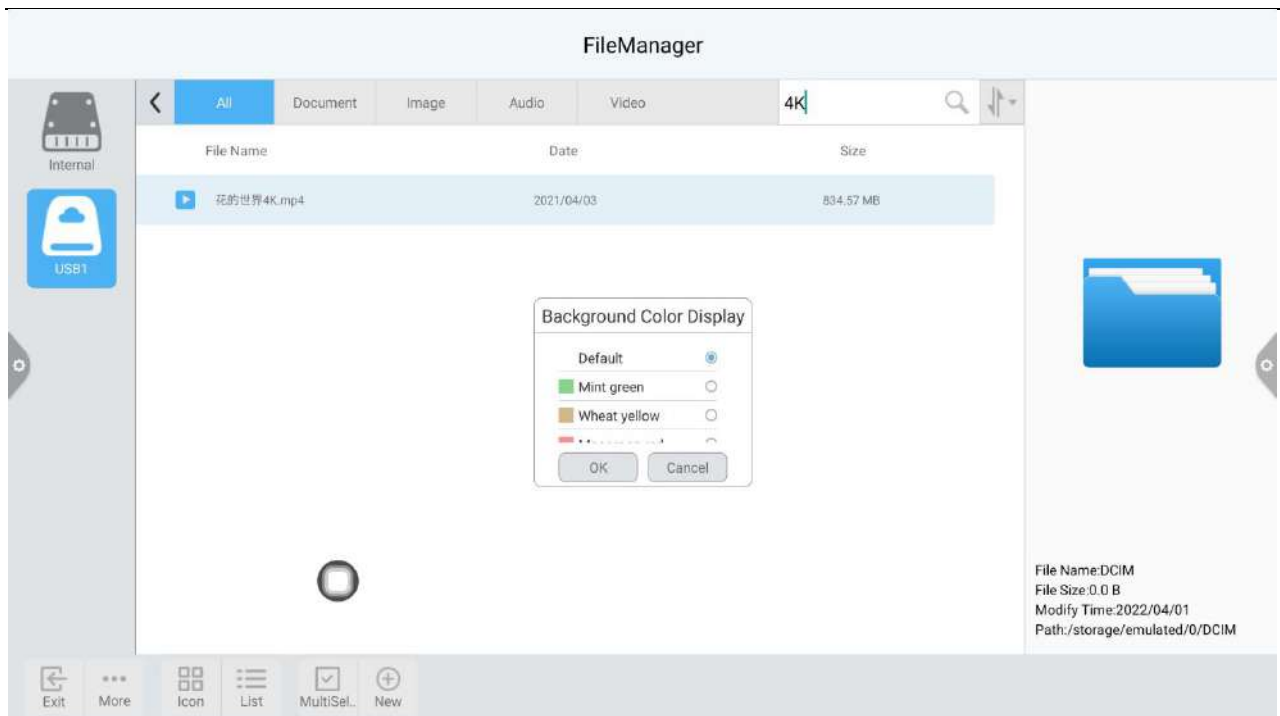 FileManager
All Document Image Audio Video 4K
Internal
File Name Date Size
花的世界4K.mp4 2021/04/03 834.57 MB
USB1
Background Color Display
Default
Mint green
Wheat yellow
OK Cancel
File Name:DCIM
File Size:0.0 B
Modify Time:2022/04/01
Path:/storage/emulated/0/DCIM
Exit More Icon List MultiSel.. New